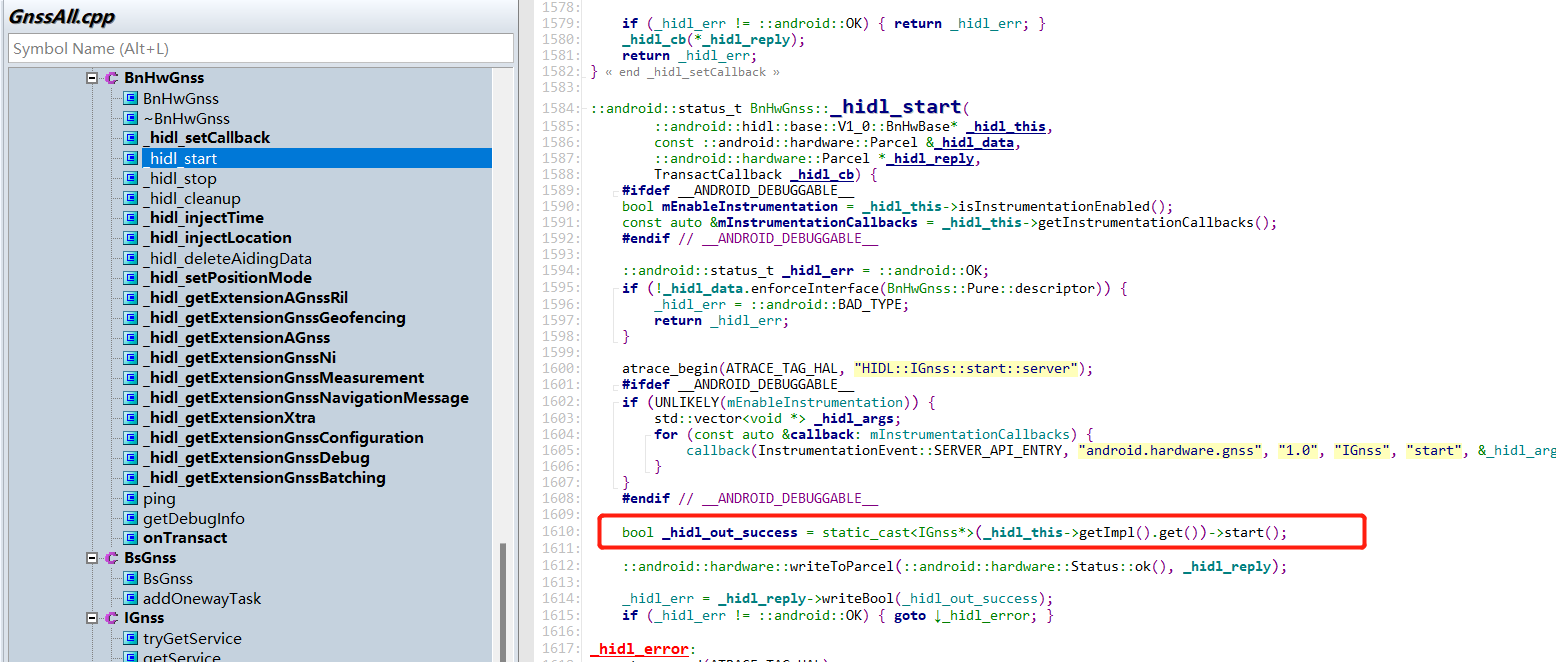 GnssAll.cpp
Symbol Name (Alt+L)
BnHwGnss
BnHwGnss
~BnHwGnss
_hidl_setCallback
_hidl_start
_hidl_stop
_hidl_cleanup
_hidl_injectTime
_hidl_injectLocation
_hidl_deleteAidingData
_hidl_setPositionMode
_hidl_getExtensionAGnssRil
_hidl_getExtensionGnssGeofencing
_hidl_getExtensionAGnss
_hidl_getExtensionGnssNi
_hidl_getExtensionGnssMeasurement
_hidl_getExtensionGnssNavigationMessage
_hidl_getExtensionXtra
_hidl_getExtensionGnssConfiguration
_hidl_getExtensionGnssDebug
_hidl_getExtensionGnssBatching
ping
getDebugInfo
onTransact
BsGnss
BsGnss
addOnewayTask
IGnss
tryGetService
getService
1578:
1579: if (_hidl_err != ::android::OK) { return _hidl_err; }
1580: _hidl_cb(*_hidl_reply);
1581: return _hidl_err;
1582: } « end _hidl_setCallback »
1583:
1584: ::android::status_t BnHwGnss::_hidl_start(
1585: ::android::hidl::base::V1_0::BnHwBase* _hidl_this,
1586: const ::android::hardware::Parcel &_hidl_data,
1587: ::android::hardware::Parcel *_hidl_reply,
1588: TransactCallback _hidl_cb) {
1589: #ifdef __ANDROID_DEBUGGABLE__
1590: bool mEnableInstrumentation = _hidl_this->isInstrumentationEnabled();
1591: const auto &mInstrumentationCallbacks = _hidl_this->getInstrumentationCallbacks();
1592: #endif // __ANDROID_DEBUGGABLE__
1593:
1594: ::android::status_t _hidl_err = ::android::OK;
1595: if (!_hidl_data.enforceInterface(BnHwGnss::Pure::descriptor)) {
1596: _hidl_err = ::android::BAD_TYPE;
1597: return _hidl_err;
1598: }
1599:
1600: atrace_begin(ATRACE_TAG_HAL, "HIDL::IGnss::start::server");
1601: #ifdef __ANDROID_DEBUGGABLE__
1602: if (UNLIKELY(mEnableInstrumentation)) {
1603: std::vector<void *> _hidl_args;
1604: for (const auto &callback: mInstrumentationCallbacks) {
1605: callback(InstrumentationEvent::SERVER_API_ENTRY, "android.hardware.gnss", "1.0", "IGnss", "start", &_hidl_arg
1606: }
1607: }
1608: #endif // __ANDROID_DEBUGGABLE__
1609:
1610: bool _hidl_out_success = static_cast<IGnss*>(_hidl_this->getImpl().get())->start();
1611:
1612: ::android::hardware::writeToParcel(::android::hardware::Status::ok(), _hidl_reply);
1613:
1614: _hidl_err = _hidl_reply->writeBool(_hidl_out_success);
1615: if (_hidl_err != ::android::OK) { goto ↓_hidl_error; }
1616:
1617: _hidl_error: